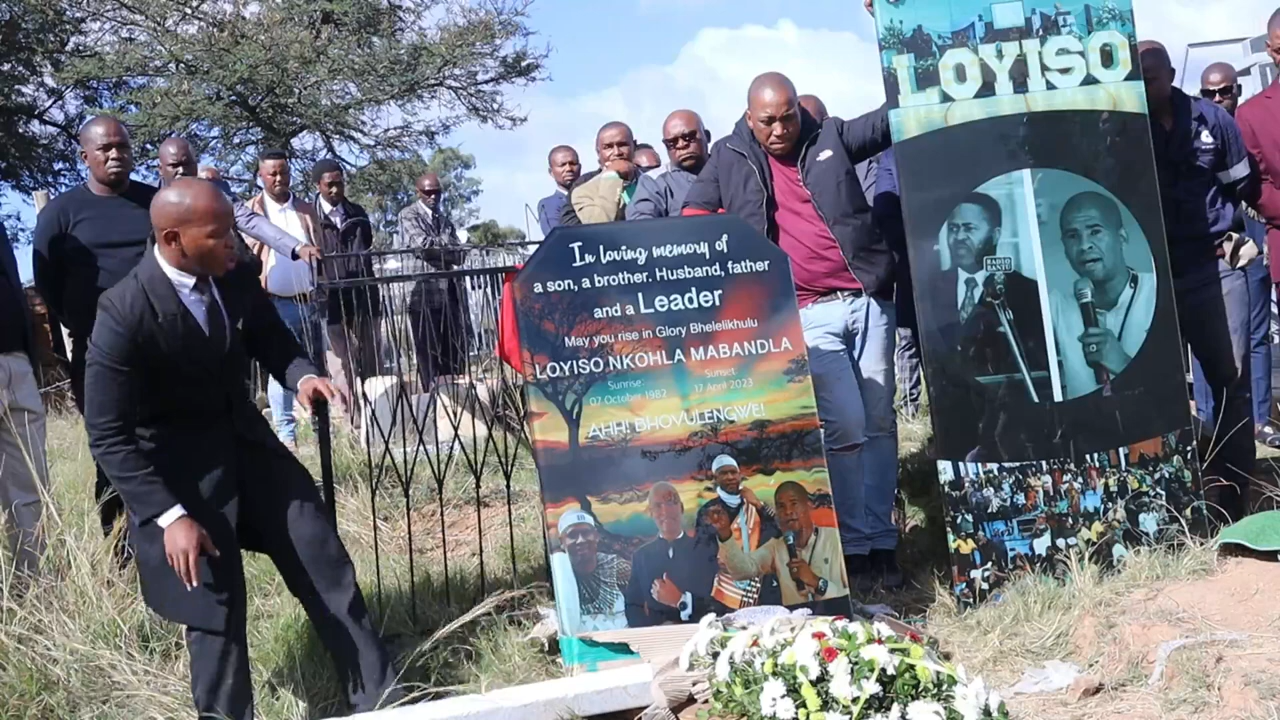 In loving memory of
a son, a brother. Husband, father
and a Leader
May you rise in Glory Bhelelikhulu
LOYISO NKOHLA MABANDLA
Sunrise: Sunset
07 October 1982 17 April 2023
AHH! BHOVULENGWE!
LOYISO
RADIO
BANTU